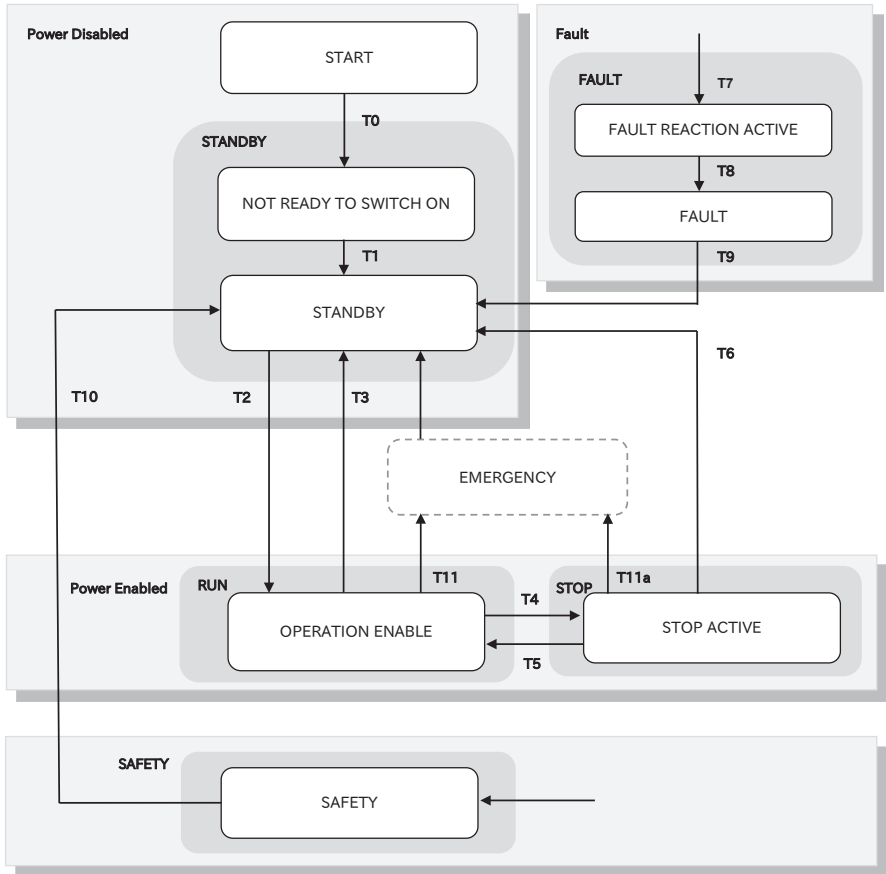 Power Disabled
START
T0
STANDBY
NOT READY TO SWITCH ON
T1
STANDBY
T10
T2
T3
Fault
FAULT
T7
FAULT REACTION ACTIVE
T8
FAULT
T9
T6
EMERGENCY
Power Enabled
RUN
T11
OPERATION ENABLE
T4
T5
STOP
T11a
STOP ACTIVE
SAFETY
SAFETY